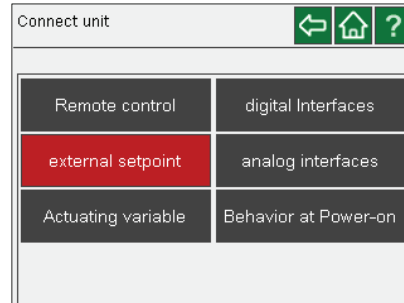 Connect unit
?
Remote control
digital Interfaces
external setpoint
analog interfaces
Actuating variable
Behavior at Power-on